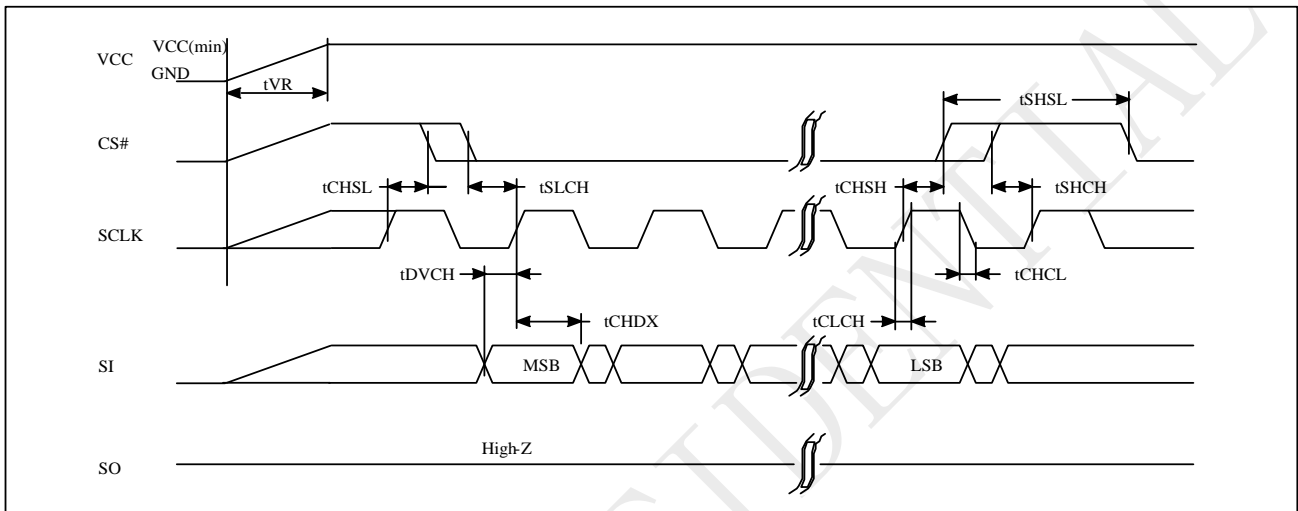 VCC
VCC(min)
GND
tVR
tSHSL
CS#
tCHSL
tSLCH
tCHSH
tSHCH
SCLK
tDVCH
tCHCL
tCHDX
tCLCH
SI
MSB
LSB
High-Z
SO